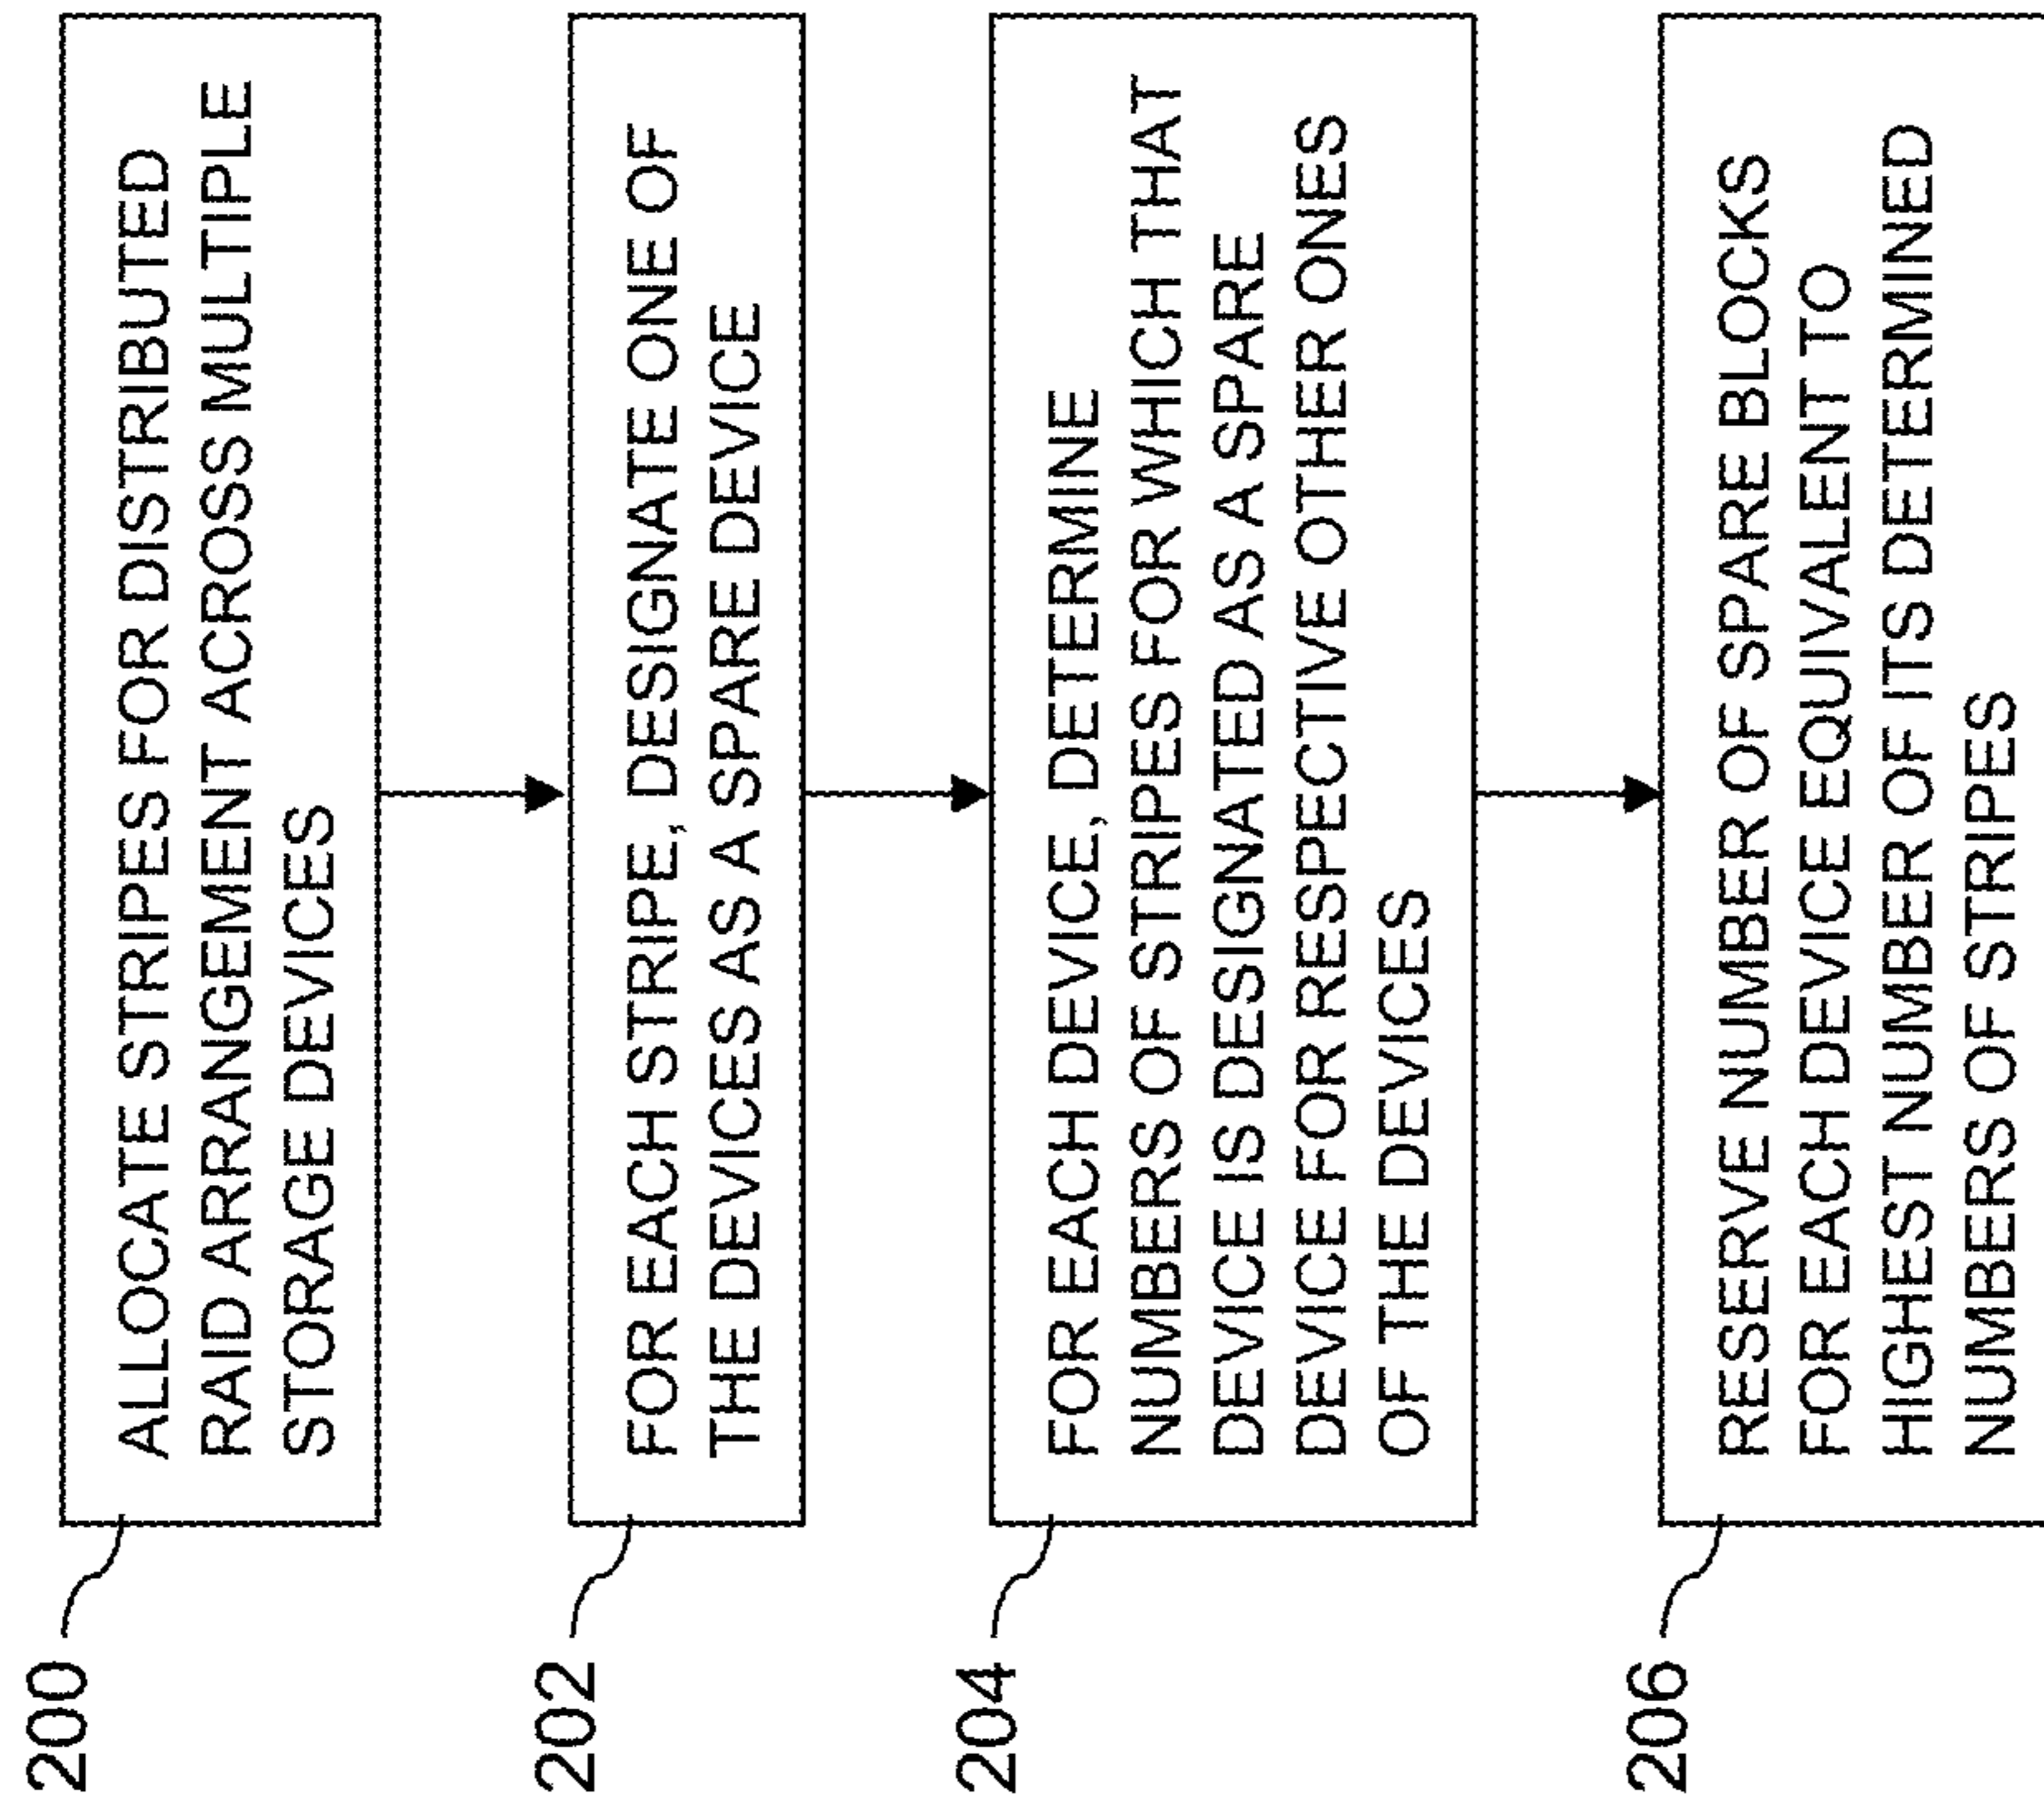 200
ALLOCATE STRIPES FOR DISTRIBUTED
RAID ARRANGEMENT ACROSS MULTIPLE
STORAGE DEVICES
202
FOR EACH STRIPE, DESIGNATE ONE OF
THE DEVICES AS A SPARE DEVICE
204
FOR EACH DEVICE, DETERMINE
NUMBERS OF STRIPES FOR WHICH THAT
DEVICE IS DESIGNATED AS A SPARE
DEVICE FOR RESPECTIVE OTHER ONES
OF THE DEVICES
206
RESERVE NUMBER OF SPARE BLOCKS
FOR EACH DEVICE EQUIVALENT TO
HIGHEST NUMBER OF ITS DETERMINED
NUMBERS OF STRIPES